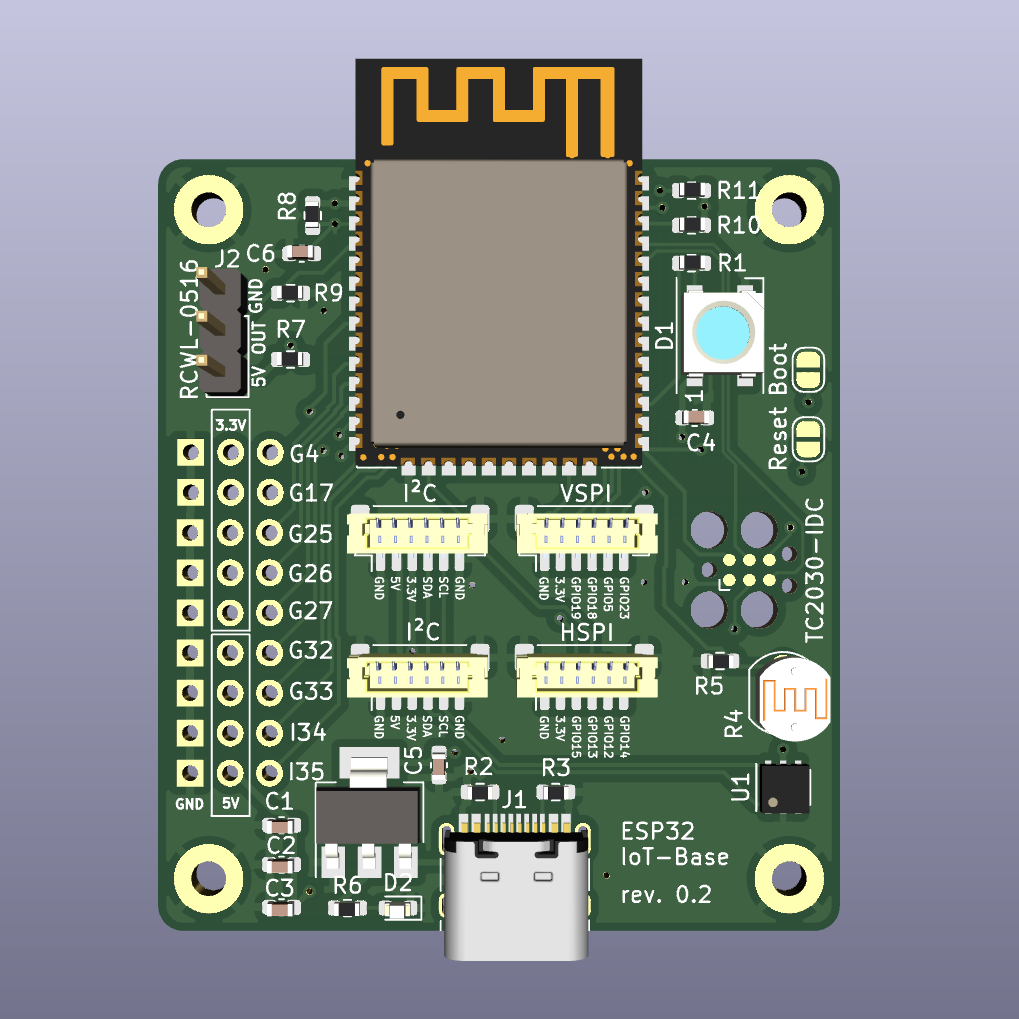 R8
R11
R10
C6
J2
R1
RCWL-0516
GND
OUT
5V
R9
R7
D1
1
C4
Boot
Reset
3.3V
G4
G17
G25
G26
G27
G32
G33
I34
I35
GND
5V
I²C
GND
5V
3.3V
SDA
SCL
GND
VSPI
GND
3.3V
GPIO19
GPIO18
GPIO5
GPIO23
TC2030-IDC
I²C
GND
5V
3.3V
SDA
SCL
GND
HSPI
GND
3.3V
GPIO15
GPIO13
GPIO12
GPIO14
R5
R4
U1
C5
R2
R3
J1
C1
C2
C3
R6
D2
ESP32
IoT-Base
rev. 0.2